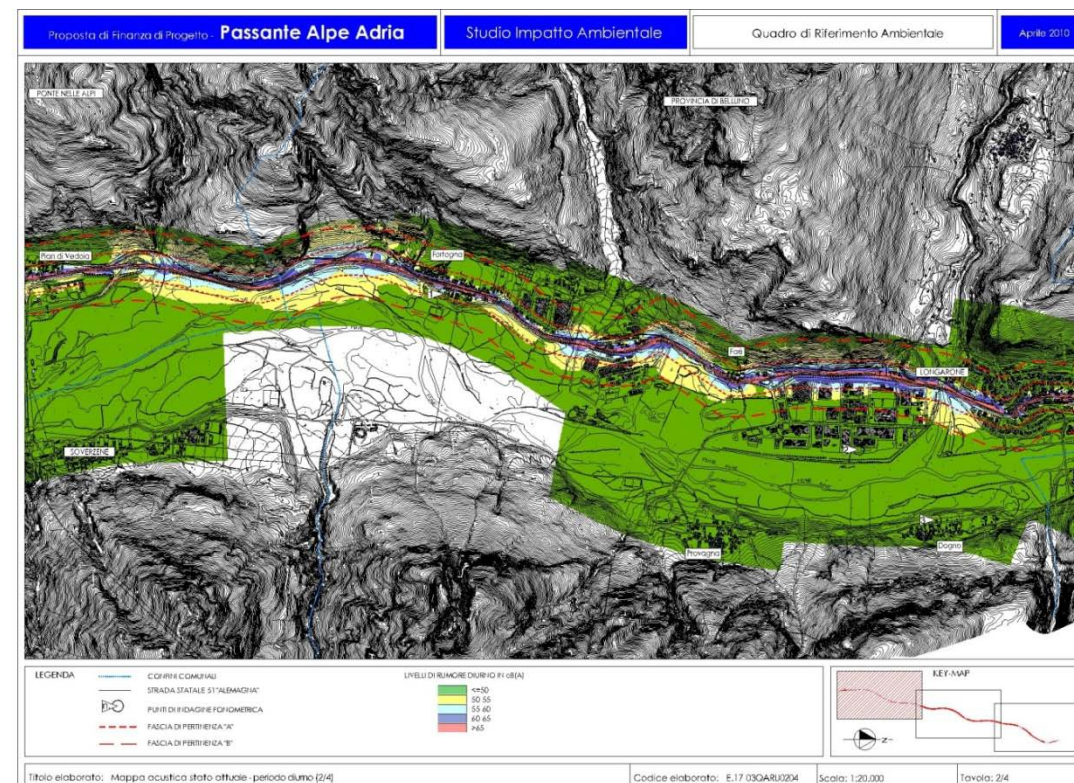 Proposta di Finanza di Progetto - Passante Alpe Adria
Studio Impatto Ambientale
Quadro di Riferimento Ambientale
Aprile 2010
PONTE NELLE ALPI
PROVINCIA DI BELLUNO
Pian di Vedoia
Fortogna
Faè
LONGARONE
SOVERZENE
Provagna
Dogna
LEGENDA
CONFINI COMUNALI
STRADA STATALE 51 "ALEMAGNA"
PUNTI DI INDAGINE FONOMETRICA
FASCIA DI PERTINENZA "A"
FASCIA DI PERTINENZA "B"
LIVELLI DI RUMORE DIURNO IN dB(A)
<=50
50 55
55 60
60 65
>65
KEY-MAP
Z
Titolo elaborato: Mappa acustica stato attuale - periodo diurno (2/4)
Codice elaborato: E.17 03QARU0204
Scala: 1:20.000
Tavola: 2/4